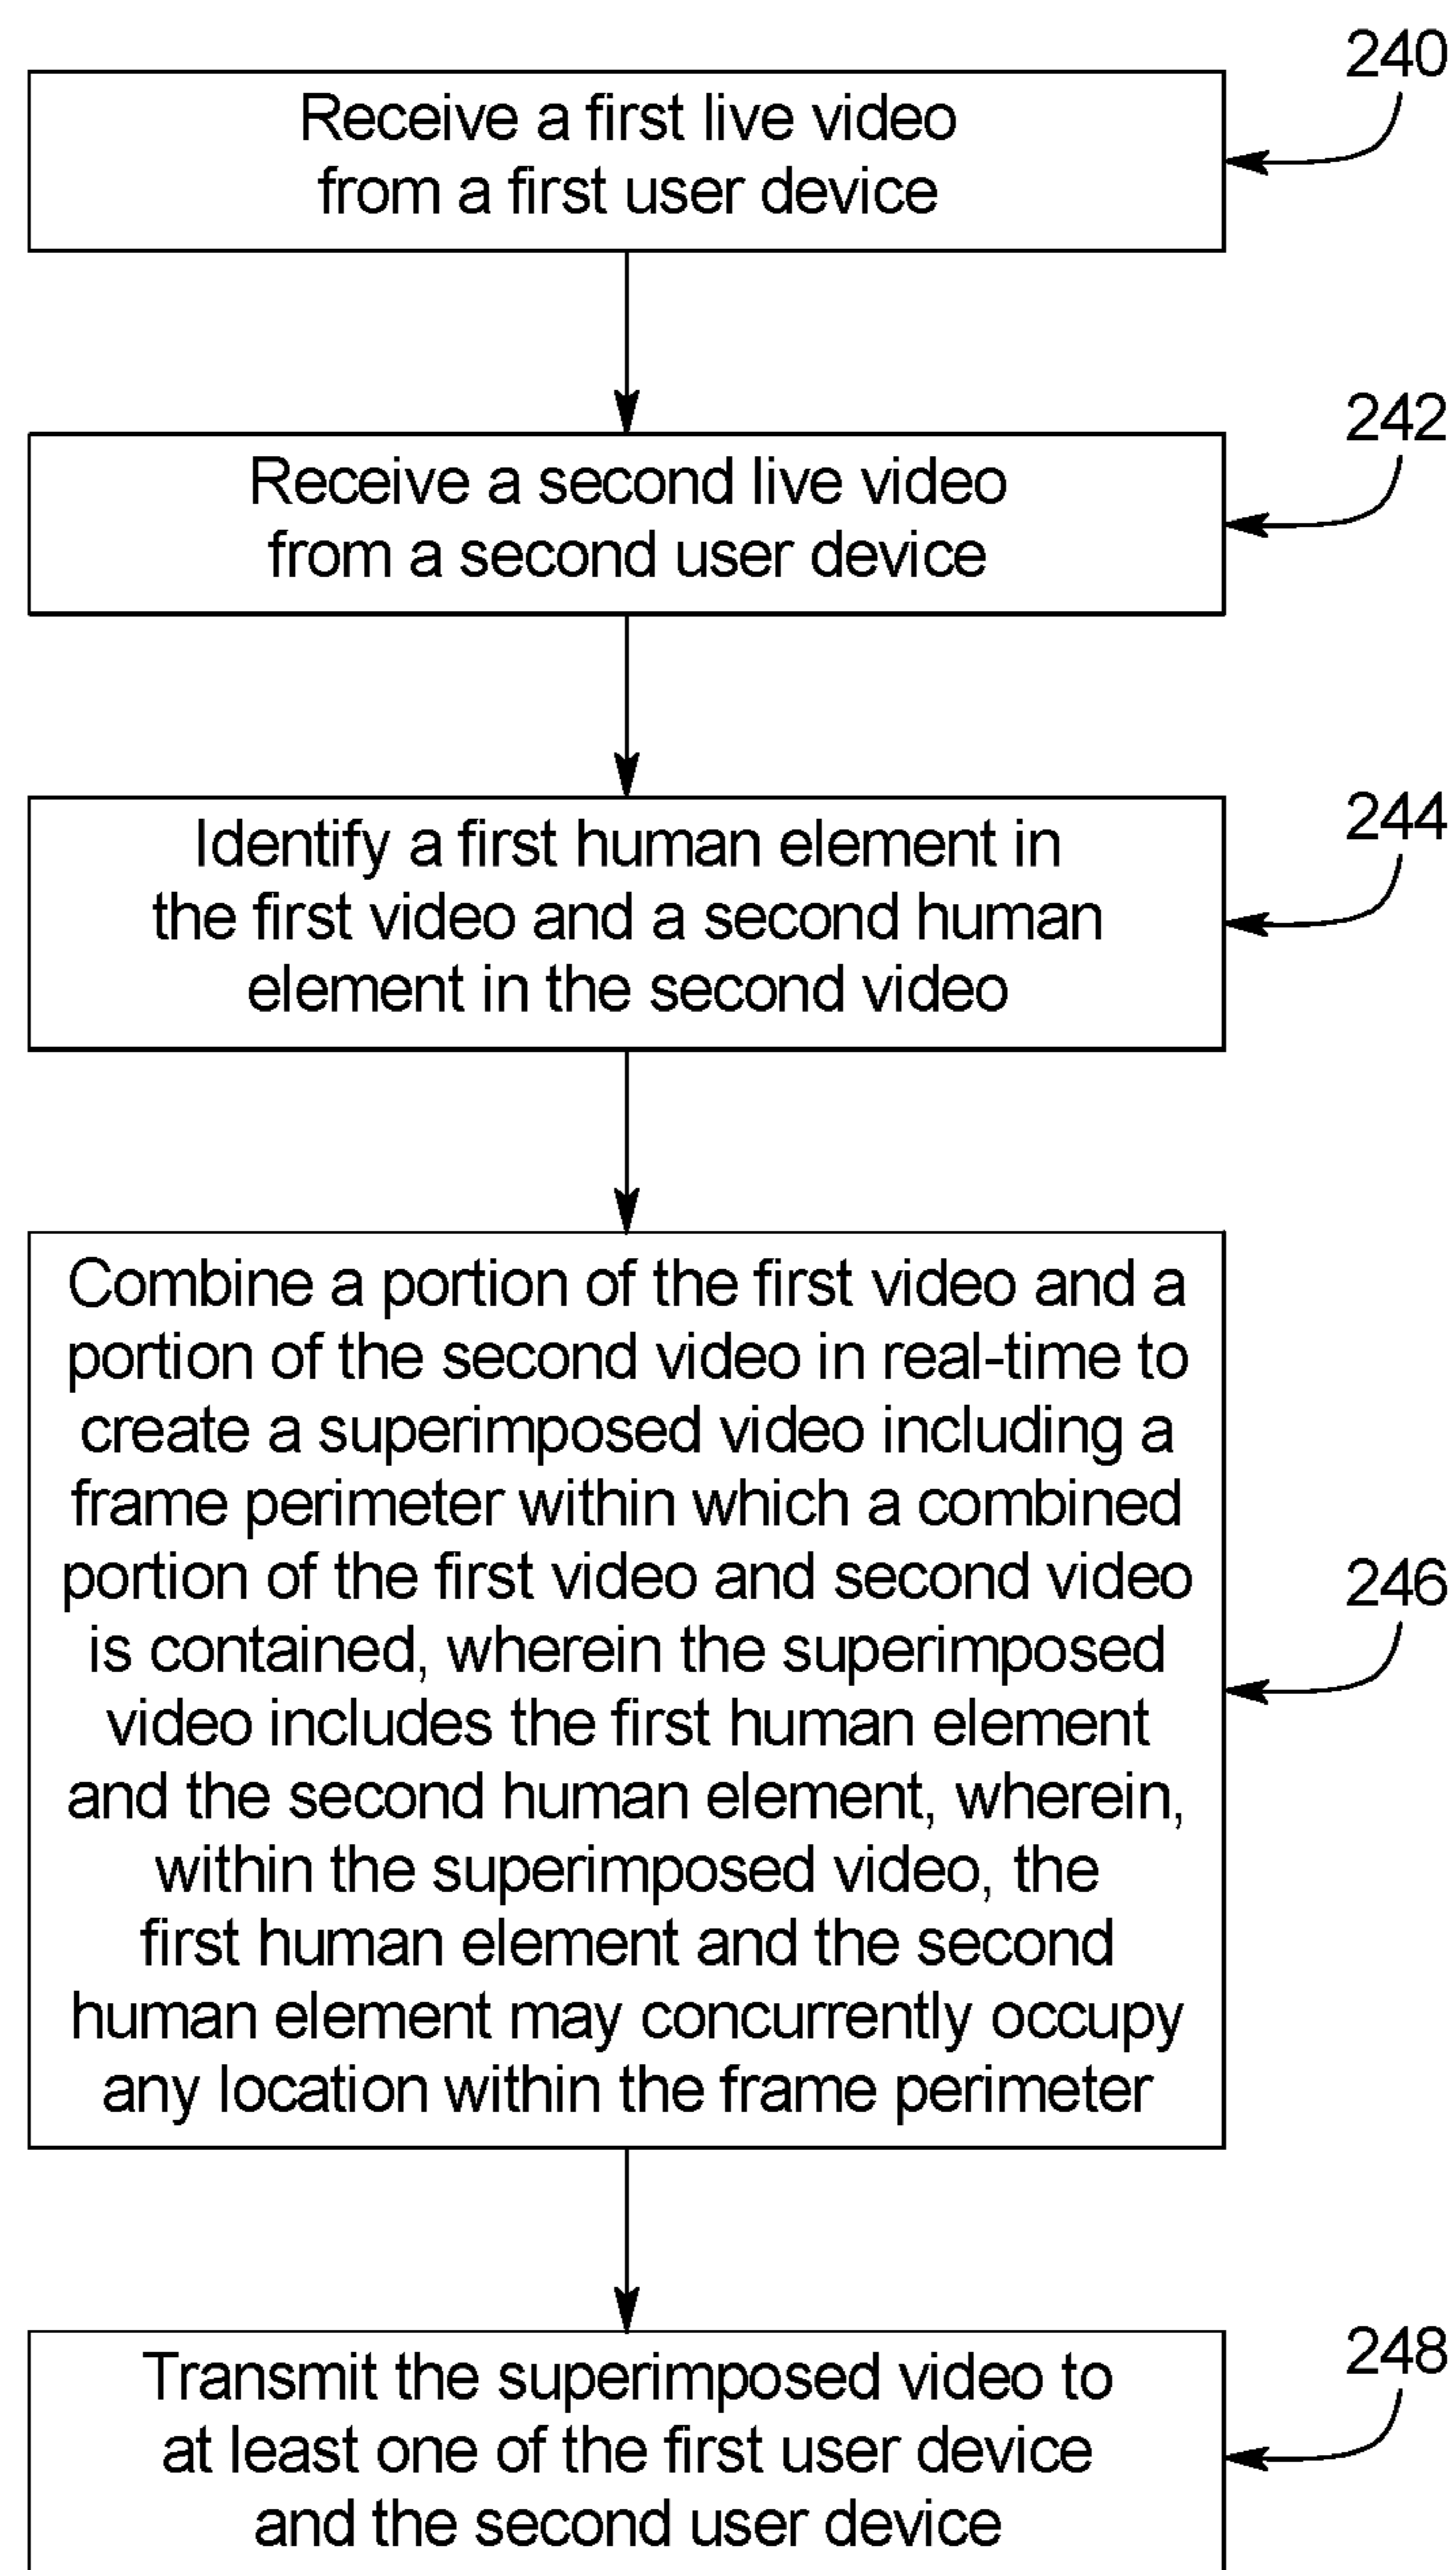 240
Receive a first live video
from a first user device
242
Receive a second live video
from a second user device
244
Identify a first human element in
the first video and a second human
element in the second video
Combine a portion of the first video and a
portion of the second video in real-time to
create a superimposed video including a
frame perimeter within which a combined
portion of the first video and second video
is contained, wherein the superimposed
video includes the first human element
and the second human element, wherein,
within the superimposed video, the
first human element and the second
human element may concurrently occupy
any location within the frame perimeter
246
248
Transmit the superimposed video to
at least one of the first user device
and the second user device